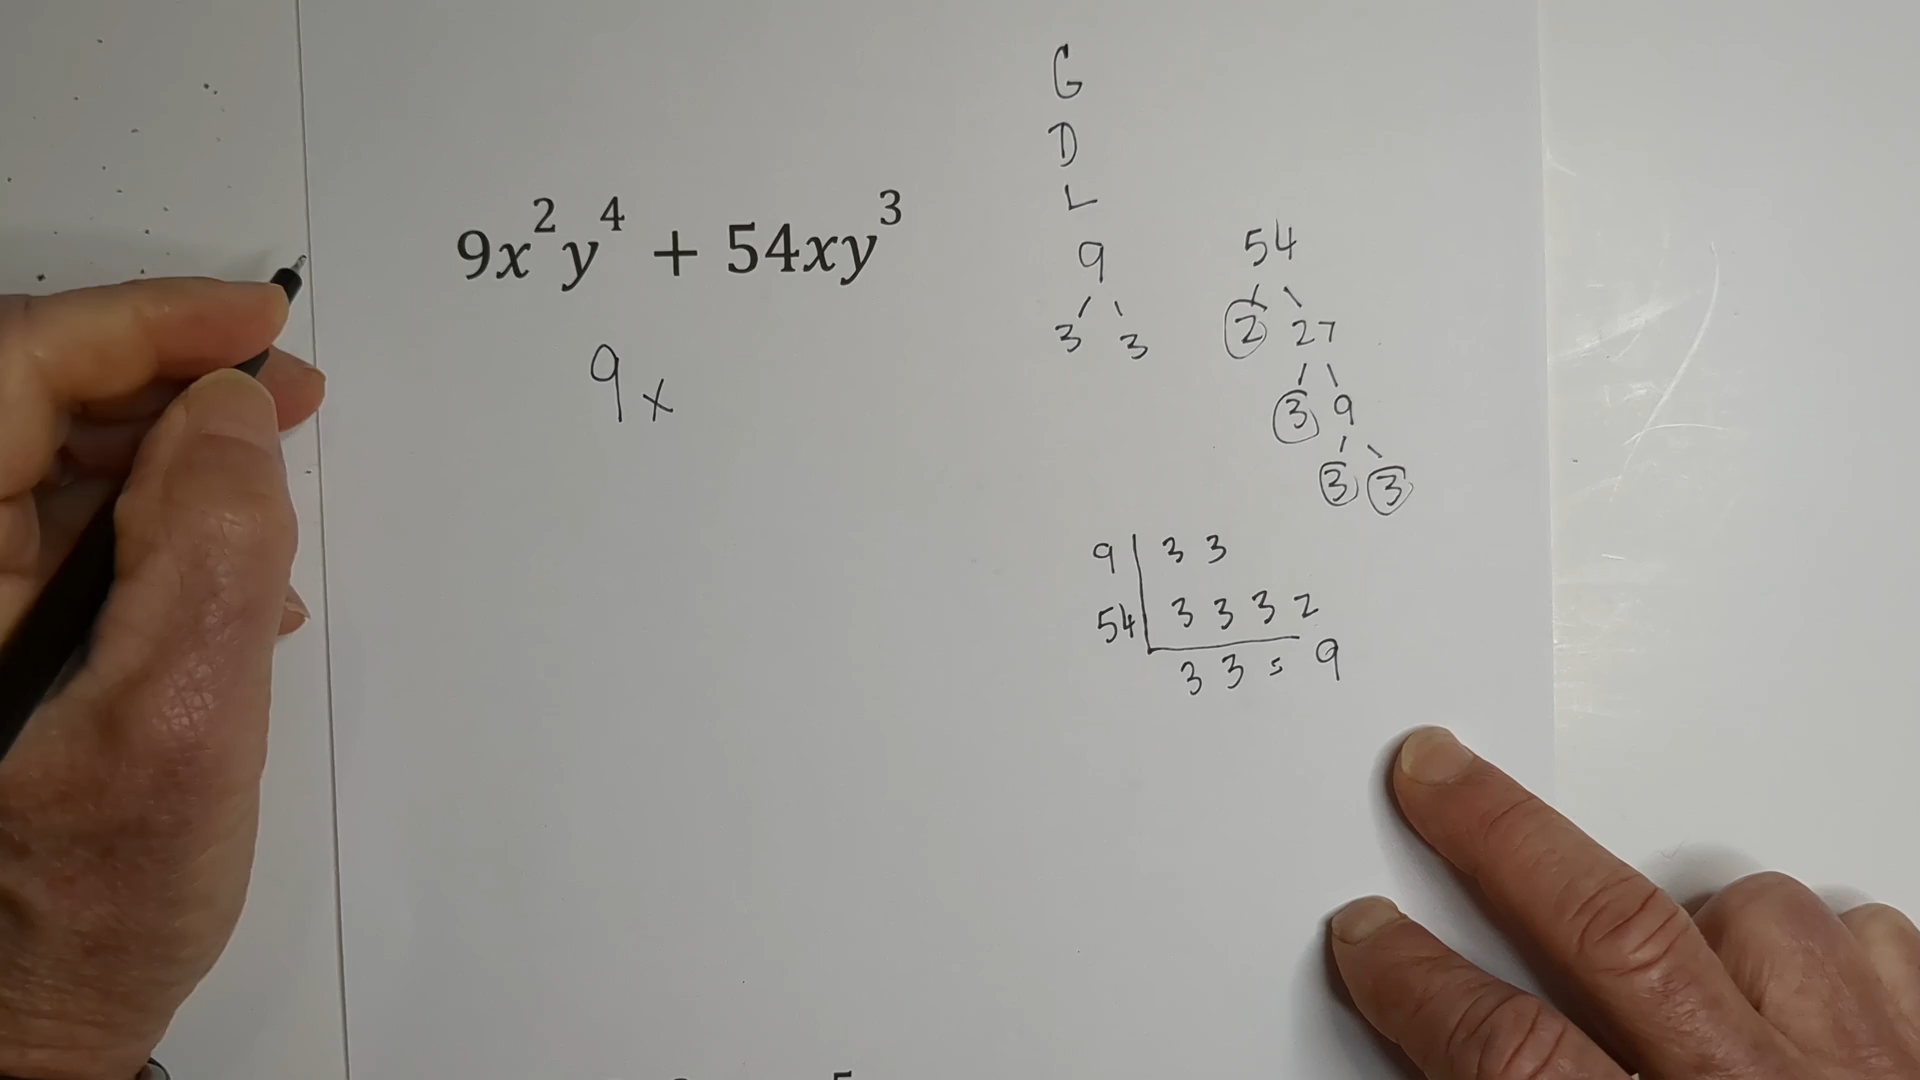 G
D
L
9x²y⁴ + 54xy³
9x
9
3 3
54
2 27
3 9
3 3
9 | 3 3
54 | 3 3 3 2
3 3 = 9
5